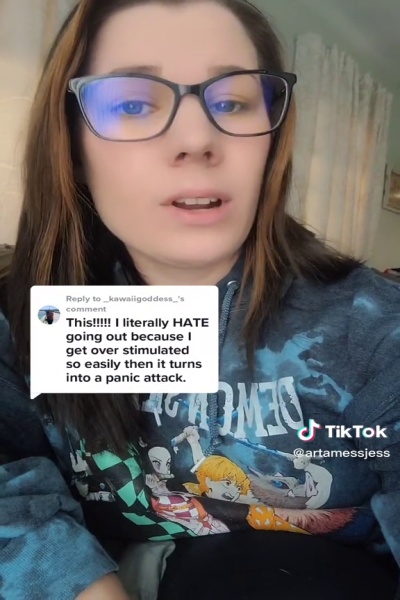 Reply to _kawaiigoddess_'s
comment
This!!!!! I literally HATE
going out because I
get over stimulated
so easily then it turns
into a panic attack.
DEMON S
TikTok
@artamessjess